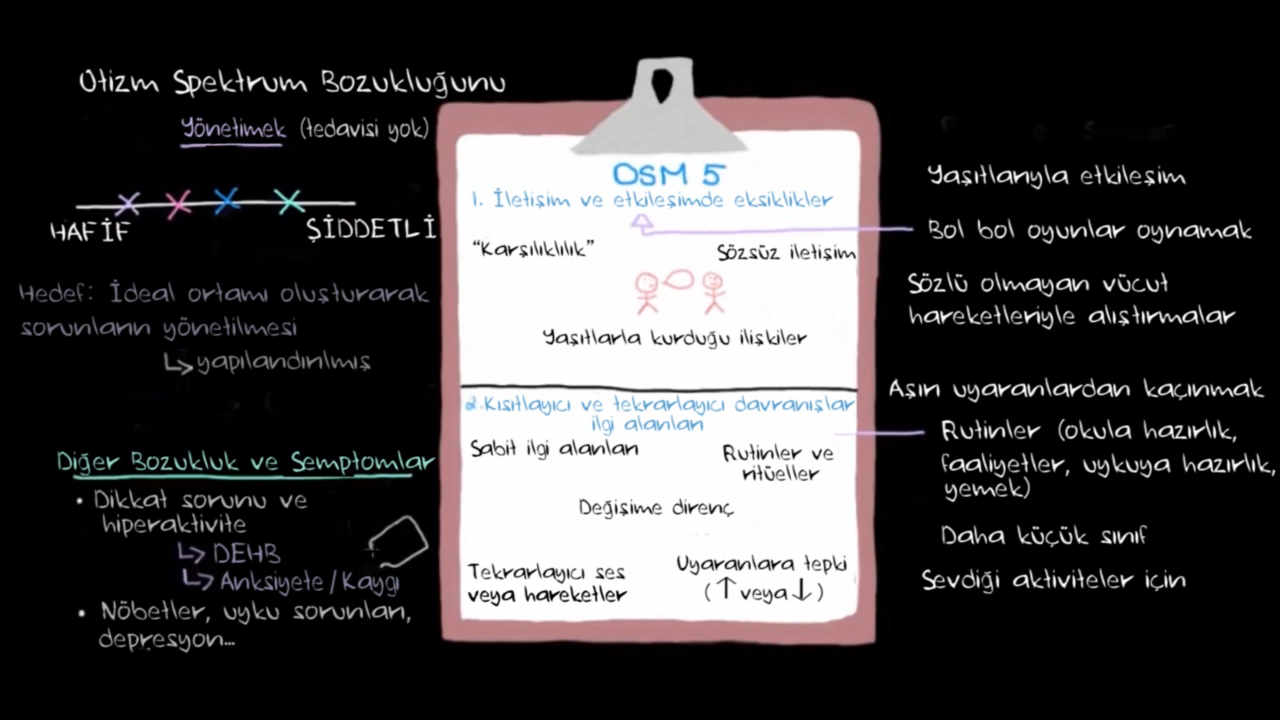 Otizm Spektrum Bozukluğunu
Yönetimek (tedavisi yok)
HAFİF
ŞİDDETLİ
Hedef: İdeal ortamı oluşturarak
sorunların yönetilmesi
↳ yapılandırılmış
Diğer Bozukluk ve Semptomlar
• Dikkat sorunu ve
hiperaktivite
↳ DEHB
↳ Anksiyete / Kaygı
• Nöbetler, uyku sorunları,
depresyon...
OSM 5
1. İletişim ve etkileşimde eksiklikler
"Karşılıklılık"
Sözsüz iletişim
Yaşıtlarla kurduğu ilişkiler
2. Kısıtlayıcı ve tekrarlayıcı davranışlar
ilgi alanları
Sabit ilgi alanları
Rutinler ve
ritüeller
Değişime direnç
Tekrarlayıcı ses
veya hareketler
Uyaranlara tepki
(↑ veya ↓)
Yaşıtlarıyla etkileşim
Bol bol oyunlar oynamak
Sözlü olmayan vücut
hareketleriyle alıştırmalar
Aşırı uyaranlardan kaçınmak
Rutinler (okula hazırlık,
faaliyetler, uykuya hazırlık,
yemek)
Daha küçük sınıf
Sevdiği aktiviteler için